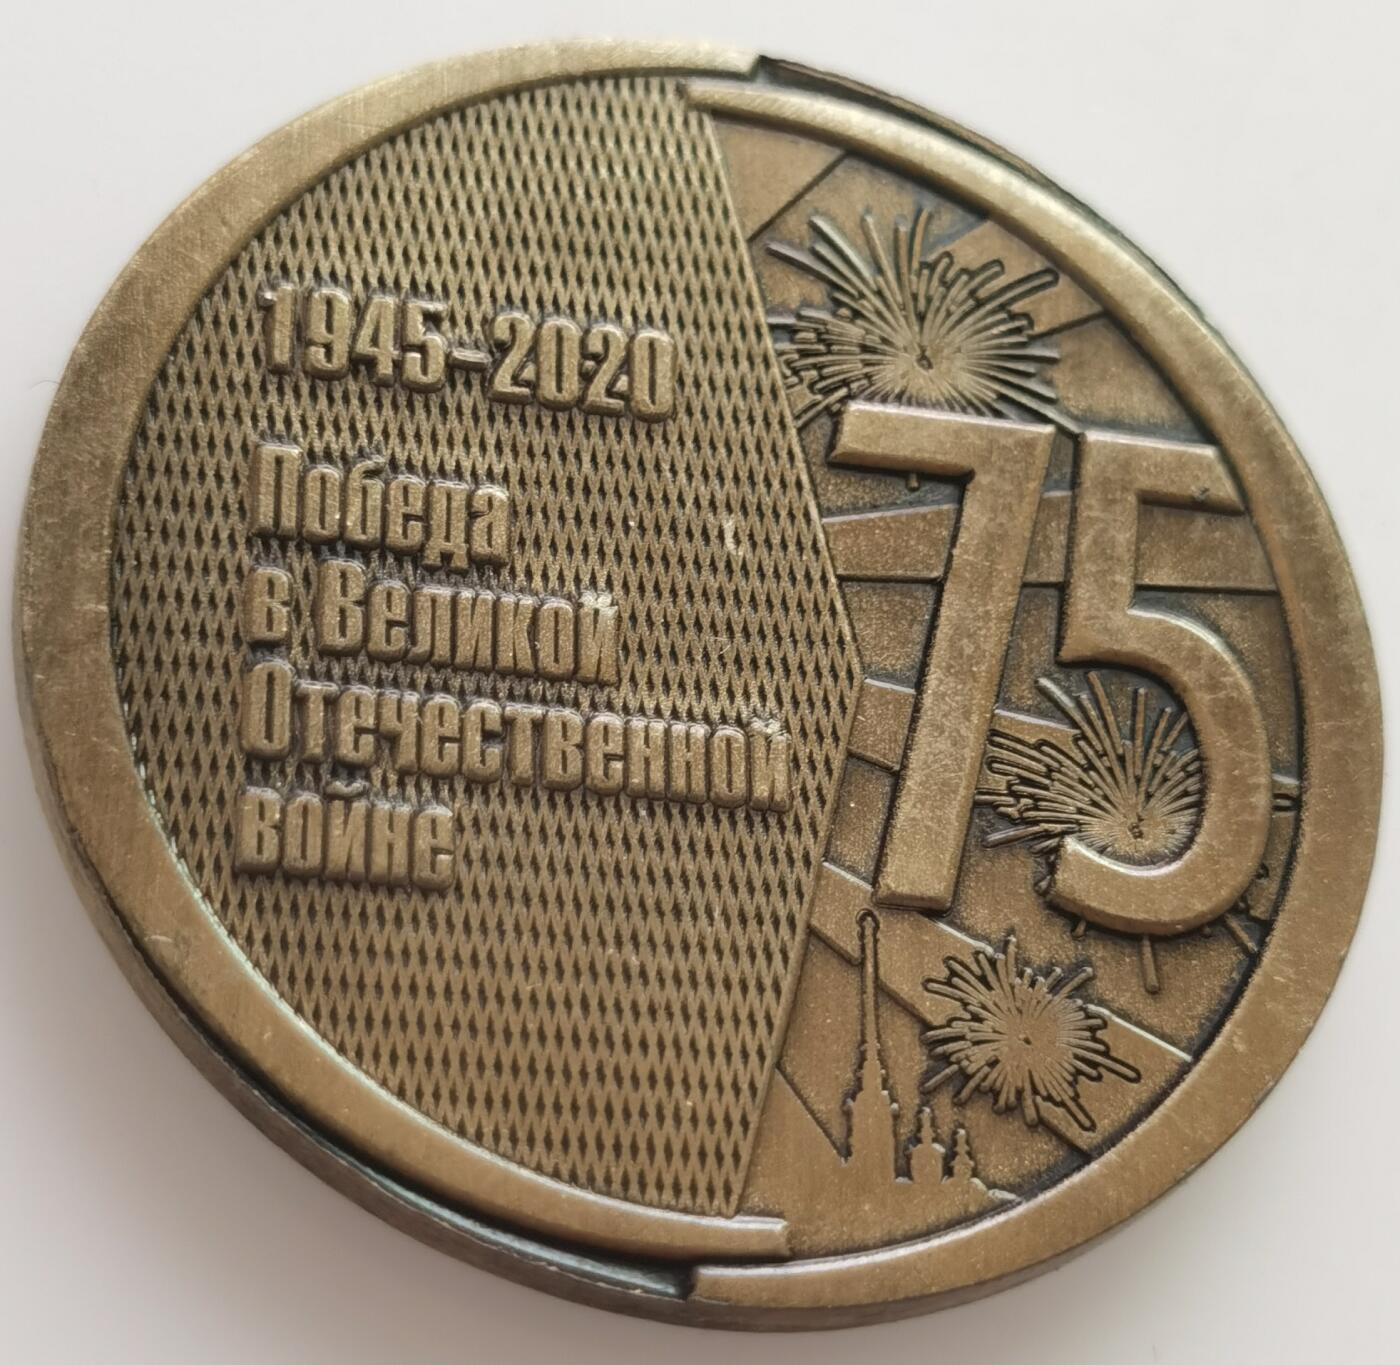 1945-2020
Победа
в Великой
Отечественной
войне
75